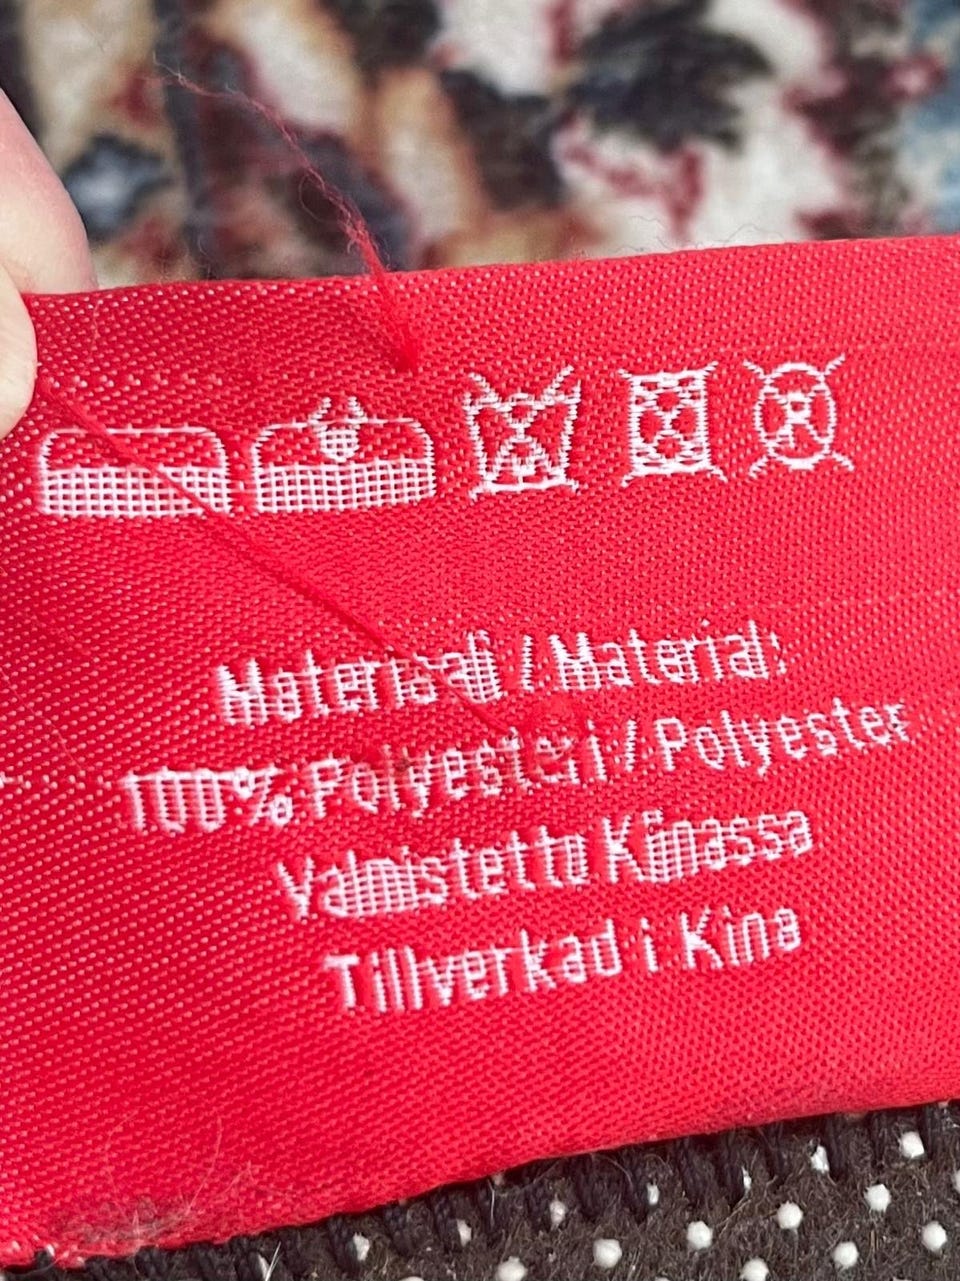 Materiaali / Material:
100% Polyesteri / Polyester
Valmistettu Kiinassa
Tillverkad i Kina